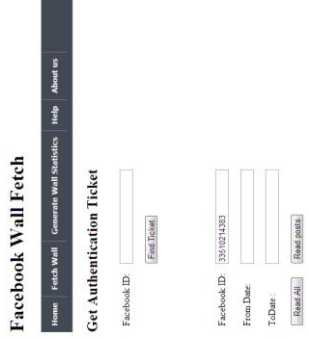 Facebook Wall Fetch
Home Fetch Wall Generate Wall Statistics Help About us
Get Authentication Ticket
Facebook ID:
Find Ticket
Facebook ID: 33510214383
From Date:
ToDate :
Read All Read posts